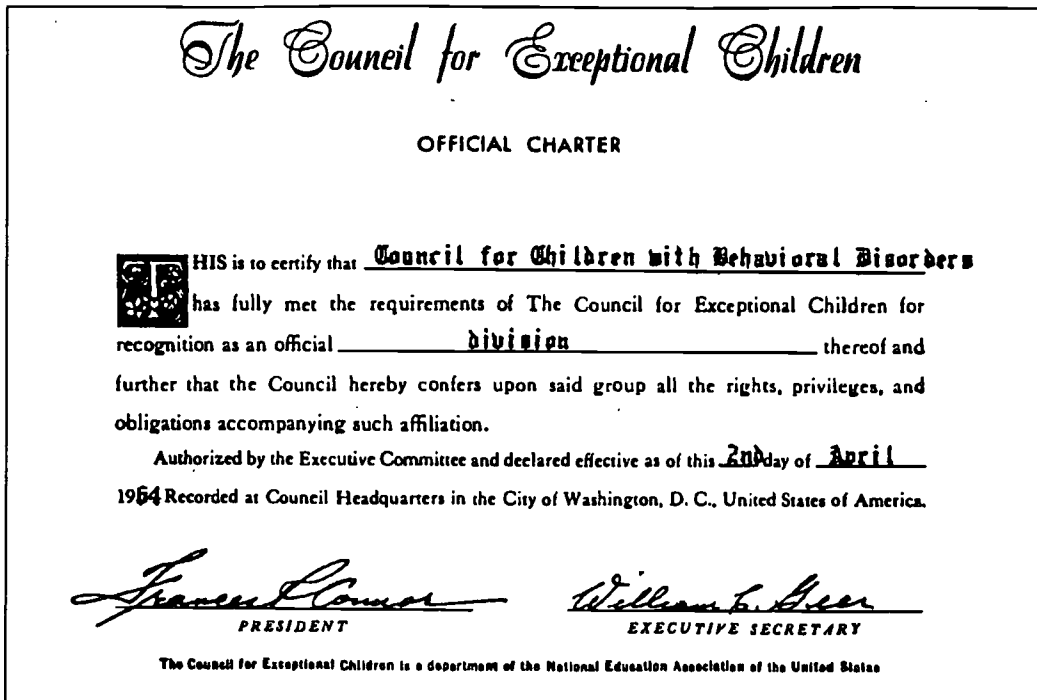 The Council for Exceptional Children
OFFICIAL CHARTER
THIS is to certify that Council for Children with Behavioral Disorders
has fully met the requirements of The Council for Exceptional Children for
recognition as an official division thereof and
further that the Council hereby confers upon said group all the rights, privileges, and
obligations accompanying such affiliation.
Authorized by the Executive Committee and declared effective as of this 2nd day of April
1964 Recorded at Council Headquarters in the City of Washington, D. C., United States of America.
Frances P Connor William C. Geer
PRESIDENT EXECUTIVE SECRETARY
The Council for Exceptional Children is a department of the National Education Association of the United States